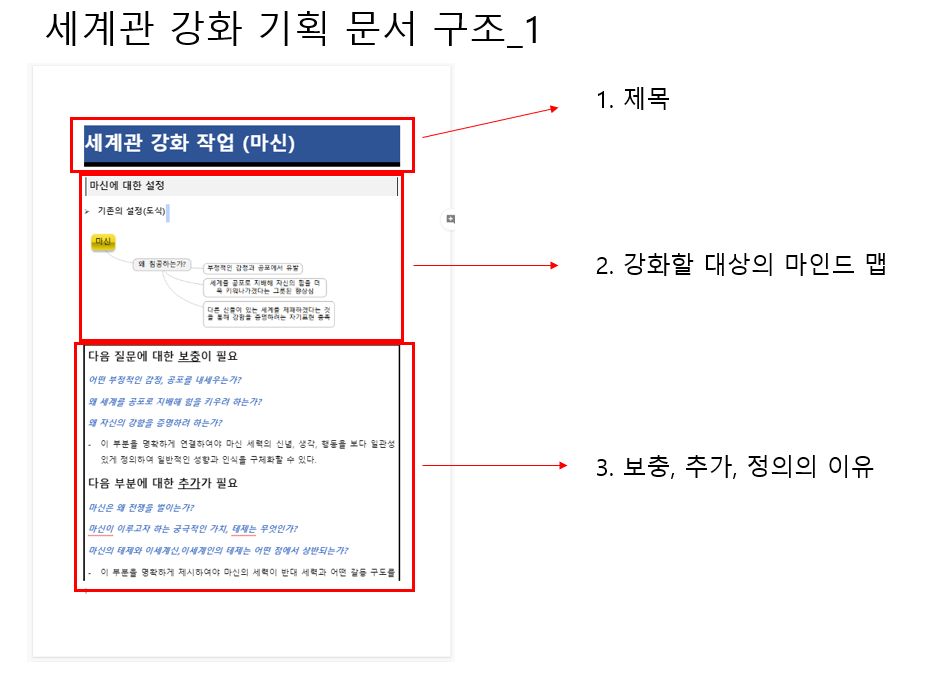 세계관 강화 기획 문서 구조_1
세계관 강화 작업 (마신)
1. 제목
마신에 대한 설정
➢ 기존의 설정(도식)
마신
왜 침공하는가?
부정적인 감정과 공포에서 유발
세계를 공포로 지배해 자신의 힘을 더
욱 키워나가겠다는 그릇된 향상심
다른 신들이 있는 세계를 제패하겠다는 것
을 통해 강함을 증명하려는 자기표현 충족
2. 강화할 대상의 마인드 맵
다음 질문에 대한 보충이 필요
어떤 부정적인 감정, 공포를 내세우는가?
왜 세계를 공포로 지배해 힘을 키우려 하는가?
왜 자신의 강함을 증명하려 하는가?
- 이 부분을 명확하게 연결하여야 마신 세력의 신념, 생각, 행동을 보다 일관성
있게 정의하여 일반적인 성향과 인식을 구체화할 수 있다.
3. 보충, 추가, 정의의 이유
다음 부분에 대한 추가가 필요
마신은 왜 전쟁을 벌이는가?
마신이 이루고자 하는 궁극적인 가치, 테제는 무엇인가?
마신의 테제와 이세계신,이세계인의 테제는 어떤 점에서 상반되는가?
- 이 부분을 명확하게 제시하여야 마신의 세력이 반대 세력과 어떤 갈등 구도를